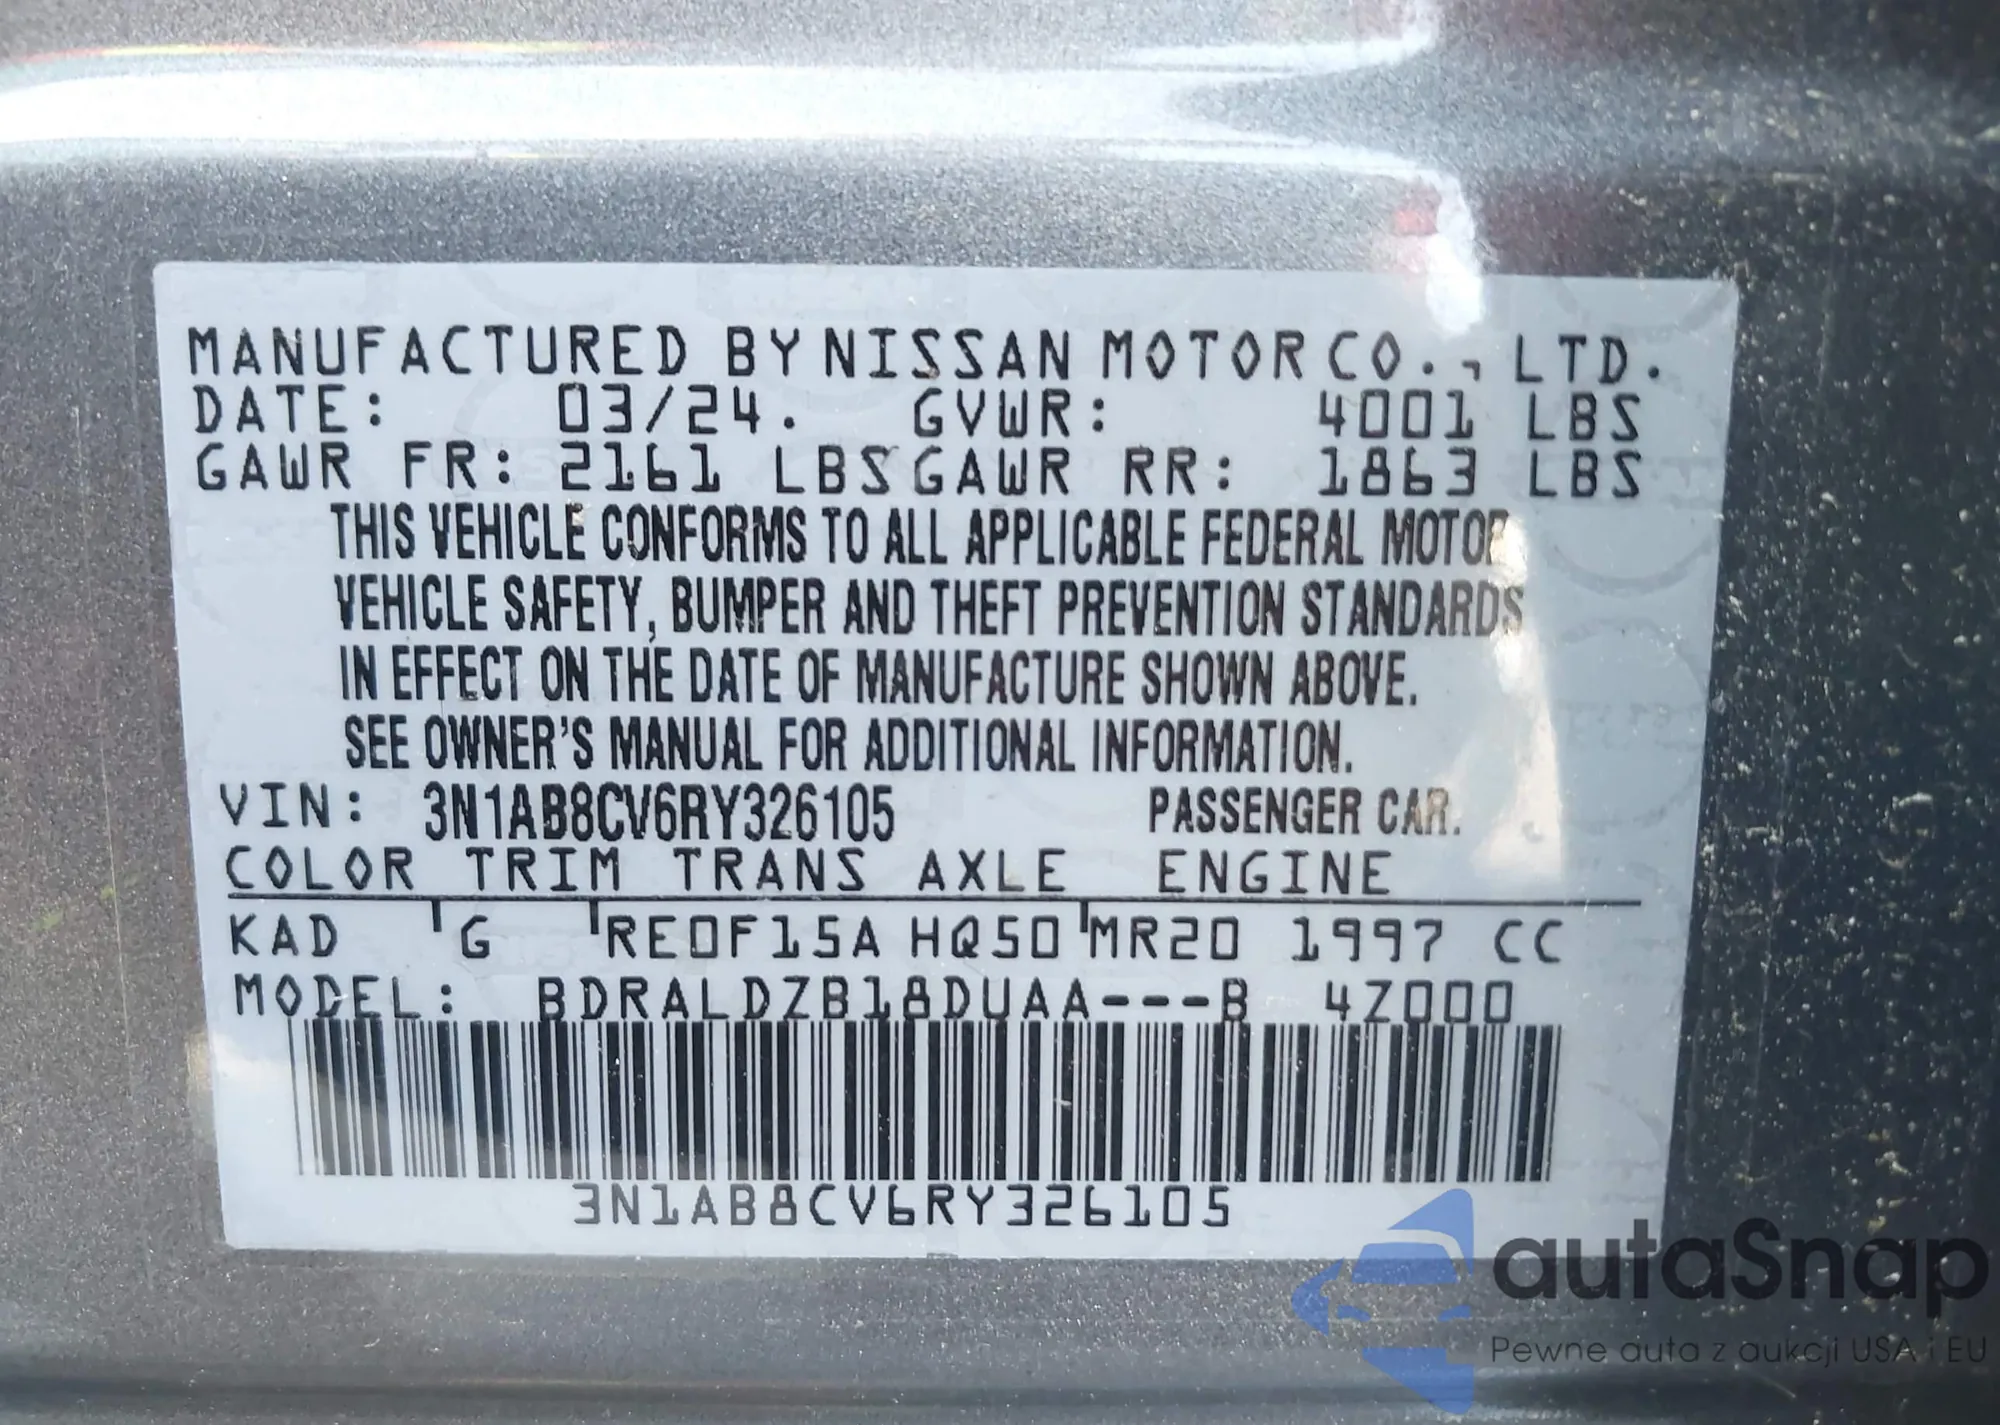 MANUFACTURED BY NISSAN MOTOR CO., LTD.
DATE: 03/24. GVWR: 4001 LBS
GAWR FR: 2161 LBS GAWR RR: 1863 LBS
THIS VEHICLE CONFORMS TO ALL APPLICABLE FEDERAL MOTOR
VEHICLE SAFETY, BUMPER AND THEFT PREVENTION STANDARDS
IN EFFECT ON THE DATE OF MANUFACTURE SHOWN ABOVE.
SEE OWNER'S MANUAL FOR ADDITIONAL INFORMATION.
VIN: 3N1AB8CV6RY326105 PASSENGER CAR.
COLOR TRIM TRANS AXLE ENGINE
KAD G RE0F15A HQ50 MR20 1997 CC
MODEL: BDRALDZB18DUAA---B 4Z000
3N1AB8CV6RY326105
autaSnap
Pewne auta z aukcji USA i EU